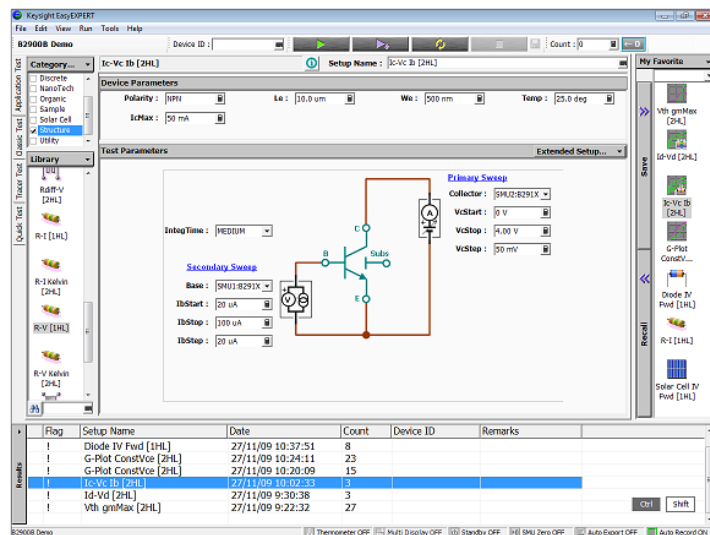 Keysight EasyEXPERT
File Edit View Run Tools Help
B2900B Demo Device ID : Count : 0
Category... Ic-Vc Ib [2HL] Setup Name : Ic-Vc Ib [2HL] My Favorite
Application Test
Classic Test
Tracer Test
Quick Test
Discrete
NanoTech
Organic
Sample
Solar Cell
Structure
Utility
Library
Rdiff-V [2HL]
R-I [1HL]
R-I Kelvin [2HL]
R-V [1HL]
R-V Kelvin [2HL]
Device Parameters
Polarity : NPN Le : 10.0 um We : 500 nm Temp : 25.0 deg
IcMax : 50 mA
Test Parameters Extended Setup...
Primary Sweep
Collector : SMU2:B291X
VcStart : 0 V
VcStop : 4.00 V
VcStep : 50 mV
IntegTime : MEDIUM
C
B Subs
E
A
V
Secondary Sweep
Base : SMU1:B291X
IbStart : 20 uA
IbStop : 100 uA
IbStep : 20 uA
Save
Recall
Vth gmMax [2HL]
Id-Vd [2HL]
Ic-Vc Ib [2HL]
G-Plot ConstV...
Diode IV Fwd [1HL]
R-I [1HL]
Solar Cell IV Fwd [1HL]
Results
Flag Setup Name Date Count Device ID Remarks
! Diode IV Fwd [1HL] 27/11/09 10:37:51 8
! G-Plot ConstVce [2HL] 27/11/09 10:24:11 23
! G-Plot ConstVce [2HL] 27/11/09 10:20:09 15
! Ic-Vc Ib [2HL] 27/11/09 10:02:33 3
! Id-Vd [2HL] 27/11/09 9:30:38 3
! Vth gmMax [2HL] 27/11/09 9:22:32 27
Ctrl Shift
B2900B Demo Thermometer OFF Multi Display OFF Standby OFF SMU Zero OFF Auto Export OFF Auto Record ON